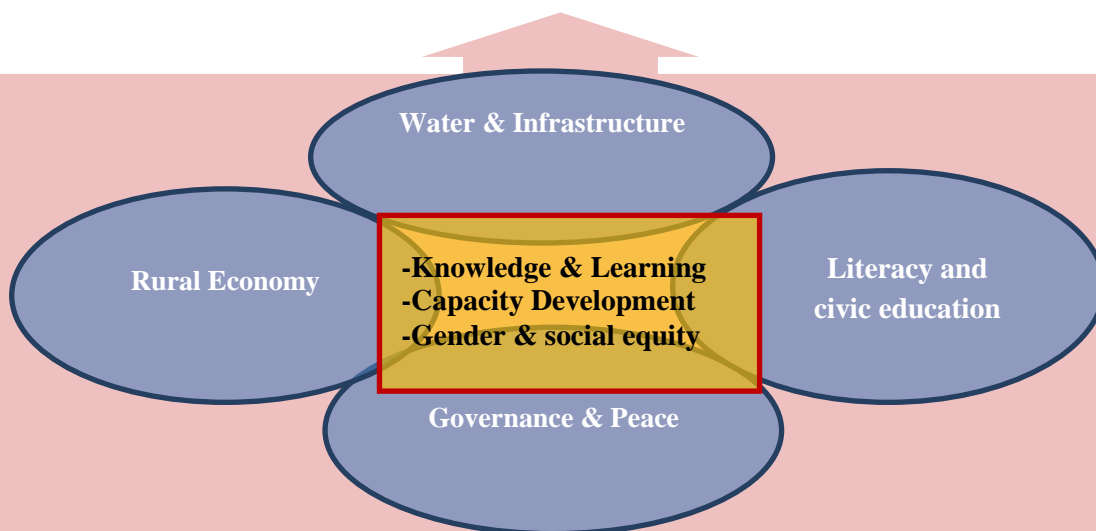 Water & Infrastructure
Rural Economy
-Knowledge & Learning
-Capacity Development
-Gender & social equity
Literacy and
civic education
Governance & Peace